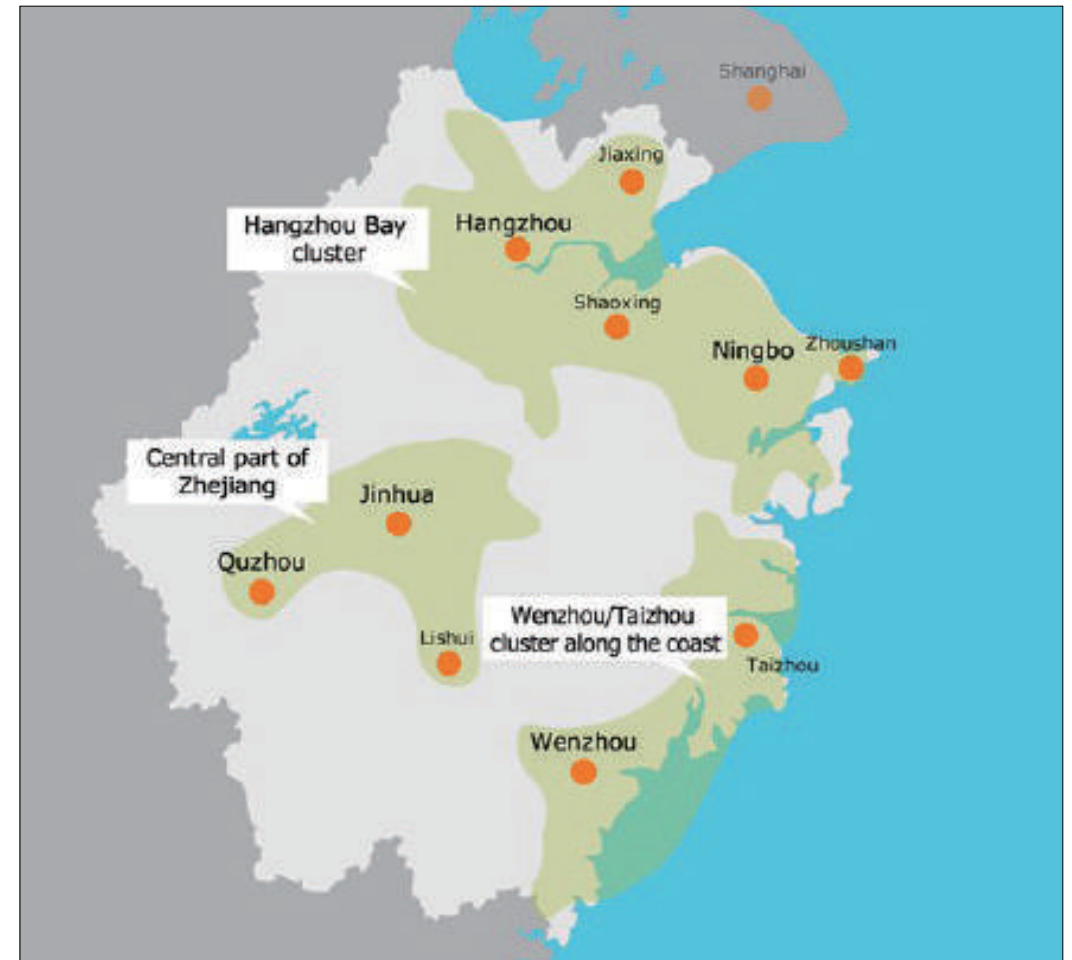 Shanghai
Jiaxing
Hangzhou Bay
cluster
Hangzhou
Shaoxing
Ningbo
Zhoushan
Central part of
Zhejiang
Jinhua
Quzhou
Wenzhou/Taizhou
cluster along the coast
Lishui
Taizhou
Wenzhou